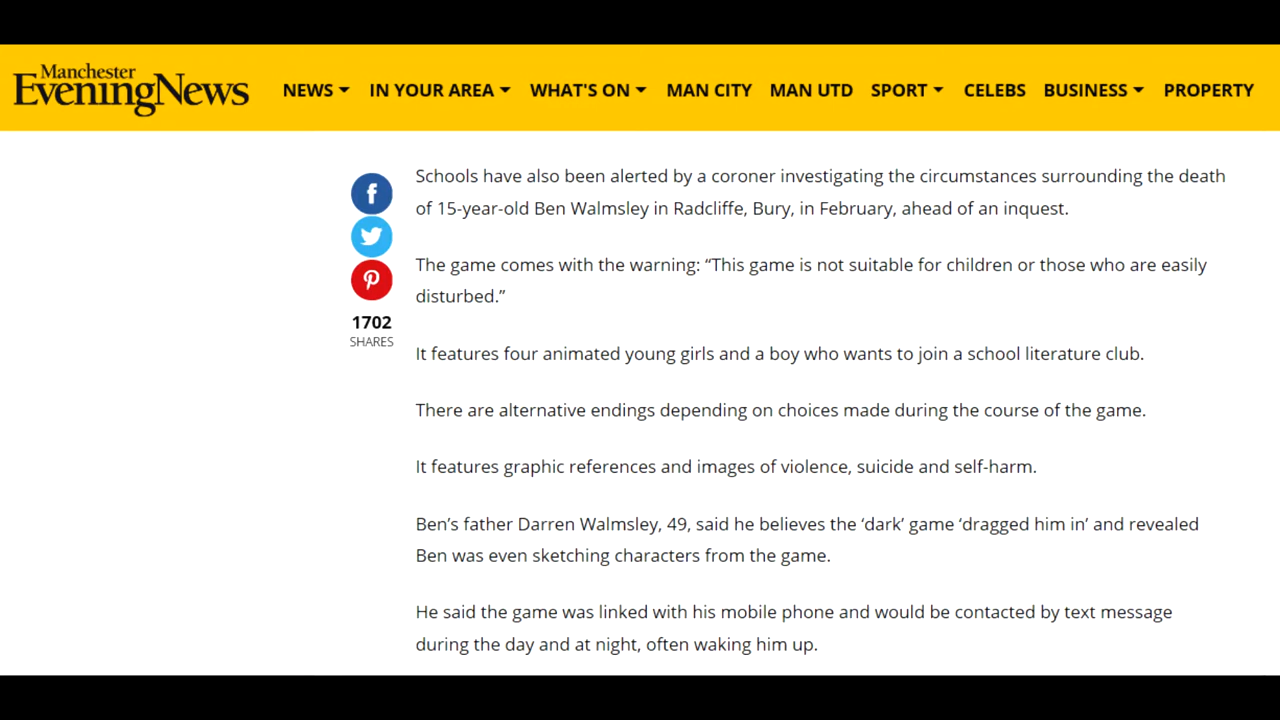 Manchester
EveningNews
NEWS IN YOUR AREA WHAT'S ON MAN CITY MAN UTD SPORT CELEBS BUSINESS PROPERTY
Schools have also been alerted by a coroner investigating the circumstances surrounding the death
of 15-year-old Ben Walmsley in Radcliffe, Bury, in February, ahead of an inquest.
The game comes with the warning: “This game is not suitable for children or those who are easily
disturbed.”
1702
SHARES
It features four animated young girls and a boy who wants to join a school literature club.
There are alternative endings depending on choices made during the course of the game.
It features graphic references and images of violence, suicide and self-harm.
Ben’s father Darren Walmsley, 49, said he believes the ‘dark’ game ‘dragged him in’ and revealed
Ben was even sketching characters from the game.
He said the game was linked with his mobile phone and would be contacted by text message
during the day and at night, often waking him up.